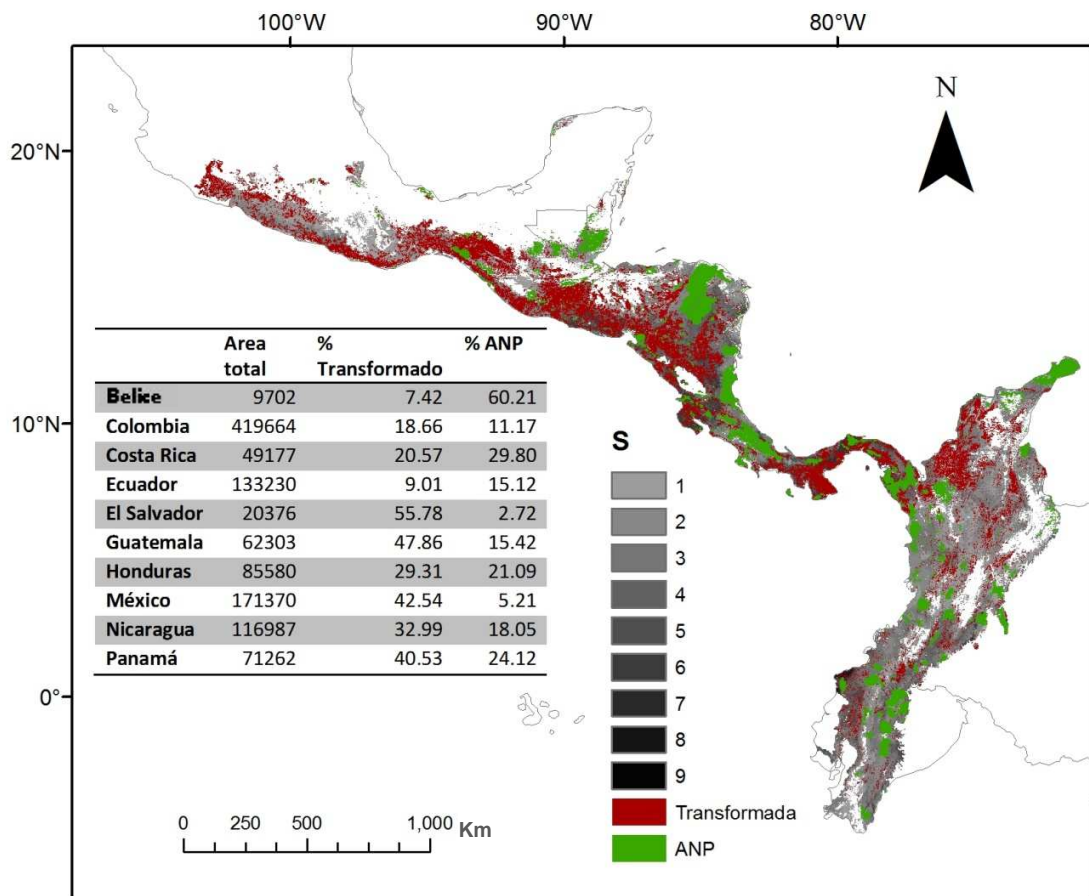 100°W 90°W 80°W
N
20°N
10°N
0°
Area total % Transformado % ANP
Belice 9702 7.42 60.21
Colombia 419664 18.66 11.17
Costa Rica 49177 20.57 29.80
Ecuador 133230 9.01 15.12
El Salvador 20376 55.78 2.72
Guatemala 62303 47.86 15.42
Honduras 85580 29.31 21.09
México 171370 42.54 5.21
Nicaragua 116987 32.99 18.05
Panamá 71262 40.53 24.12
S
1
2
3
4
5
6
7
8
9
Transformada
ANP
0 250 500 1,000 Km